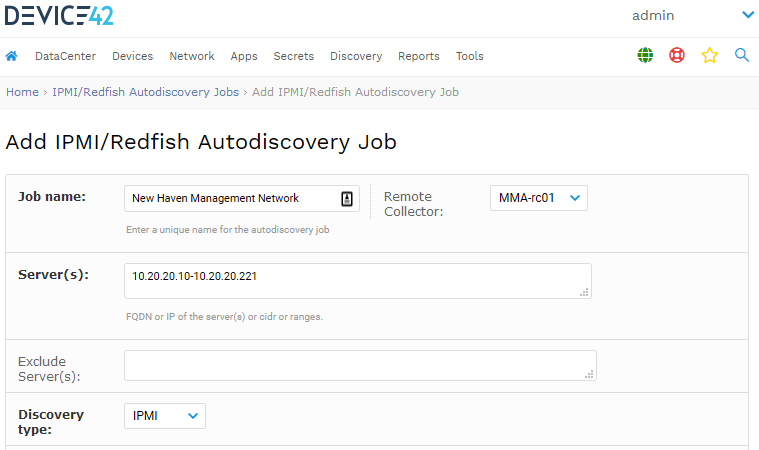 DEVICE42
admin
DataCenter Devices Network Apps Secrets Discovery Reports Tools
Home › IPMI/Redfish Autodiscovery Jobs › Add IPMI/Redfish Autodiscovery Job
Add IPMI/Redfish Autodiscovery Job
Job name: New Haven Management Network Remote Collector: MMA-rc01
Enter a unique name for the autodiscovery job
Server(s): 10.20.20.10-10.20.20.221
FQDN or IP of the server(s) or cidr or ranges.
Exclude
Server(s):
Discovery type: IPMI